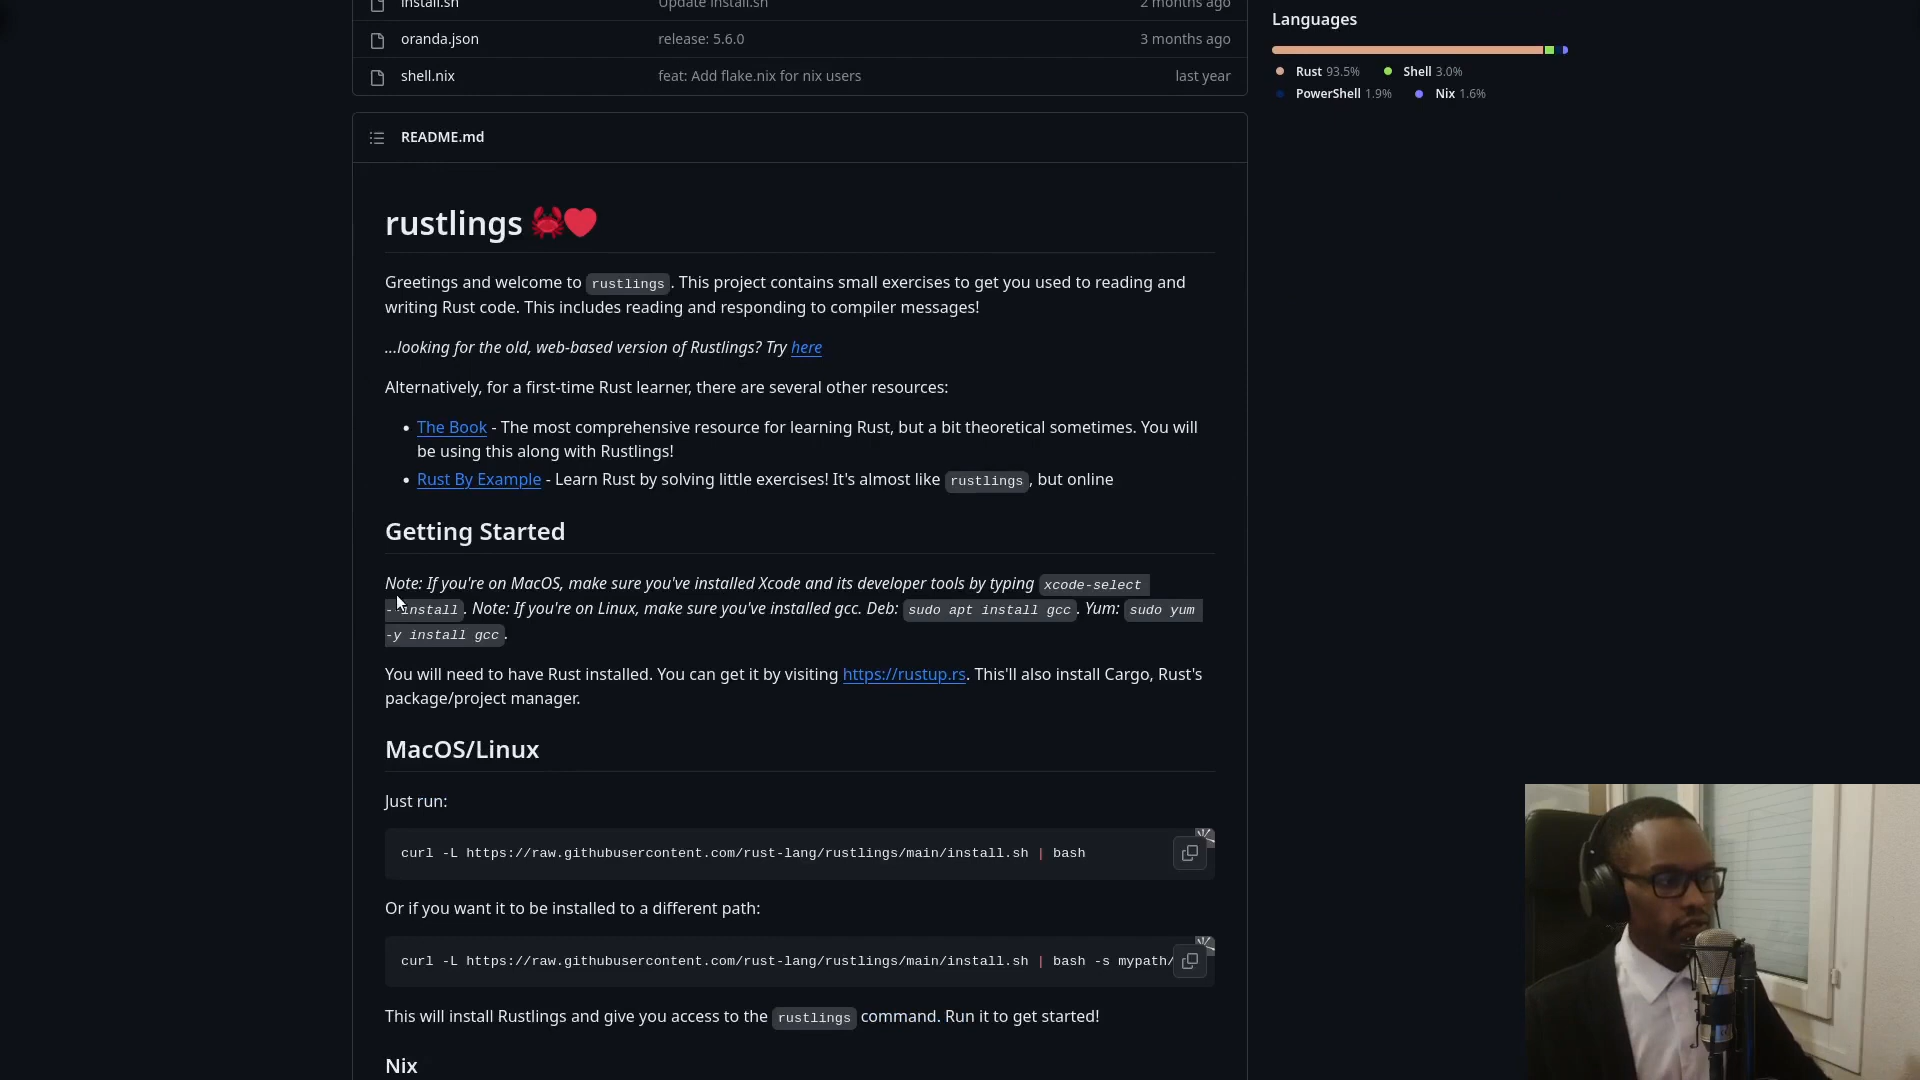 install.sh Update install.sh 2 months ago
oranda.json release: 5.6.0 3 months ago
shell.nix feat: Add flake.nix for nix users last year
Languages
Rust 93.5% Shell 3.0%
PowerShell 1.9% Nix 1.6%
README.md
rustlings 🦀❤️
Greetings and welcome to rustlings. This project contains small exercises to get you used to reading and
writing Rust code. This includes reading and responding to compiler messages!
...looking for the old, web-based version of Rustlings? Try here
Alternatively, for a first-time Rust learner, there are several other resources:
• The Book - The most comprehensive resource for learning Rust, but a bit theoretical sometimes. You will
be using this along with Rustlings!
• Rust By Example - Learn Rust by solving little exercises! It's almost like rustlings, but online
Getting Started
Note: If you're on MacOS, make sure you've installed Xcode and its developer tools by typing xcode-select
--install. Note: If you're on Linux, make sure you've installed gcc. Deb: sudo apt install gcc. Yum: sudo yum
-y install gcc.
You will need to have Rust installed. You can get it by visiting https://rustup.rs. This'll also install Cargo, Rust's
package/project manager.
MacOS/Linux
Just run:
curl -L https://raw.githubusercontent.com/rust-lang/rustlings/main/install.sh | bash
Or if you want it to be installed to a different path:
curl -L https://raw.githubusercontent.com/rust-lang/rustlings/main/install.sh | bash -s mypath/
This will install Rustlings and give you access to the rustlings command. Run it to get started!
Nix